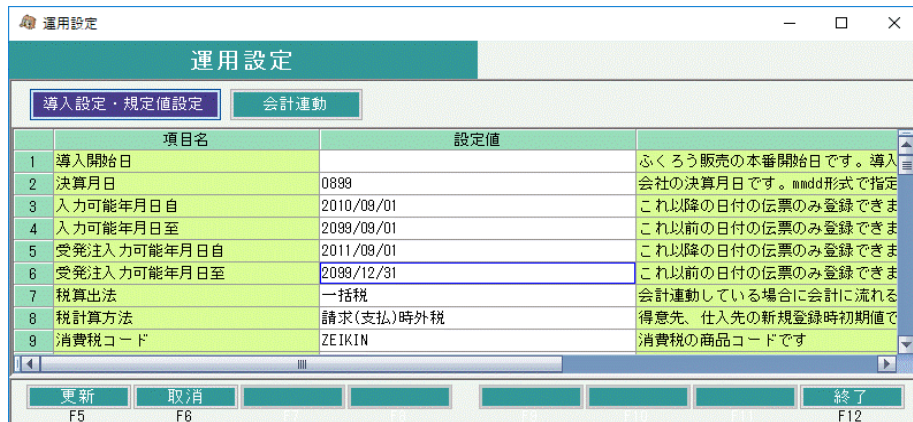 運用設定
運用設定
導入設定・規定値設定 会計連動
項目名 設定値
1 導入開始日 ふくろう販売の本番開始日です。導入
2 決算月日 0899 会社の決算月日です。mmdd形式で指定
3 入力可能年月日自 2010/09/01 これ以降の日付の伝票のみ登録できま
4 入力可能年月日至 2099/09/01 これ以前の日付の伝票のみ登録できま
5 受発注入力可能年月日自 2011/09/01 これ以降の日付の伝票のみ登録できま
6 受発注入力可能年月日至 2099/12/31 これ以前の日付の伝票のみ登録できま
7 税算出法 一括税 会計連動している場合に会計に流れる
8 税計算方法 請求(支払)時外税 得意先、仕入先の新規登録時初期値で
9 消費税コード ZEIKIN 消費税の商品コードです
更新 取消 終了
F5 F6 F7 F8 F9 F10 F11 F12